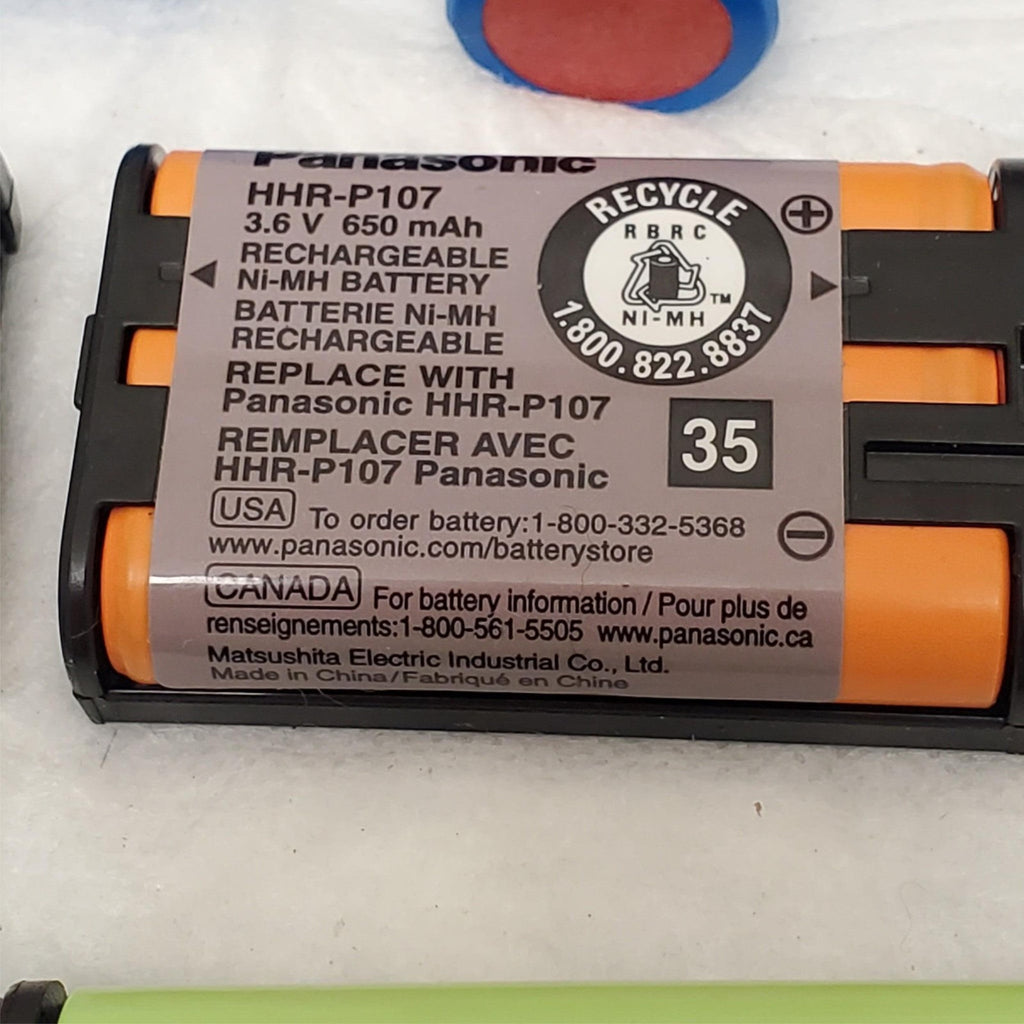 Panasonic
HHR-P107
3.6 V 650 mAh
RECHARGEABLE
Ni-MH BATTERY
BATTERIE Ni-MH
RECHARGEABLE
REPLACE WITH
Panasonic HHR-P107
REMPLACER AVEC
HHR-P107 Panasonic
USA To order battery:1-800-332-5368
www.panasonic.com/batterystore
CANADA For battery information / Pour plus de
renseignements:1-800-561-5505 www.panasonic.ca
Matsushita Electric Industrial Co., Ltd.
Made in China/Fabriqué en Chine
RECYCLE
RBRC
TM
NI-MH
1.800.822.8837
35